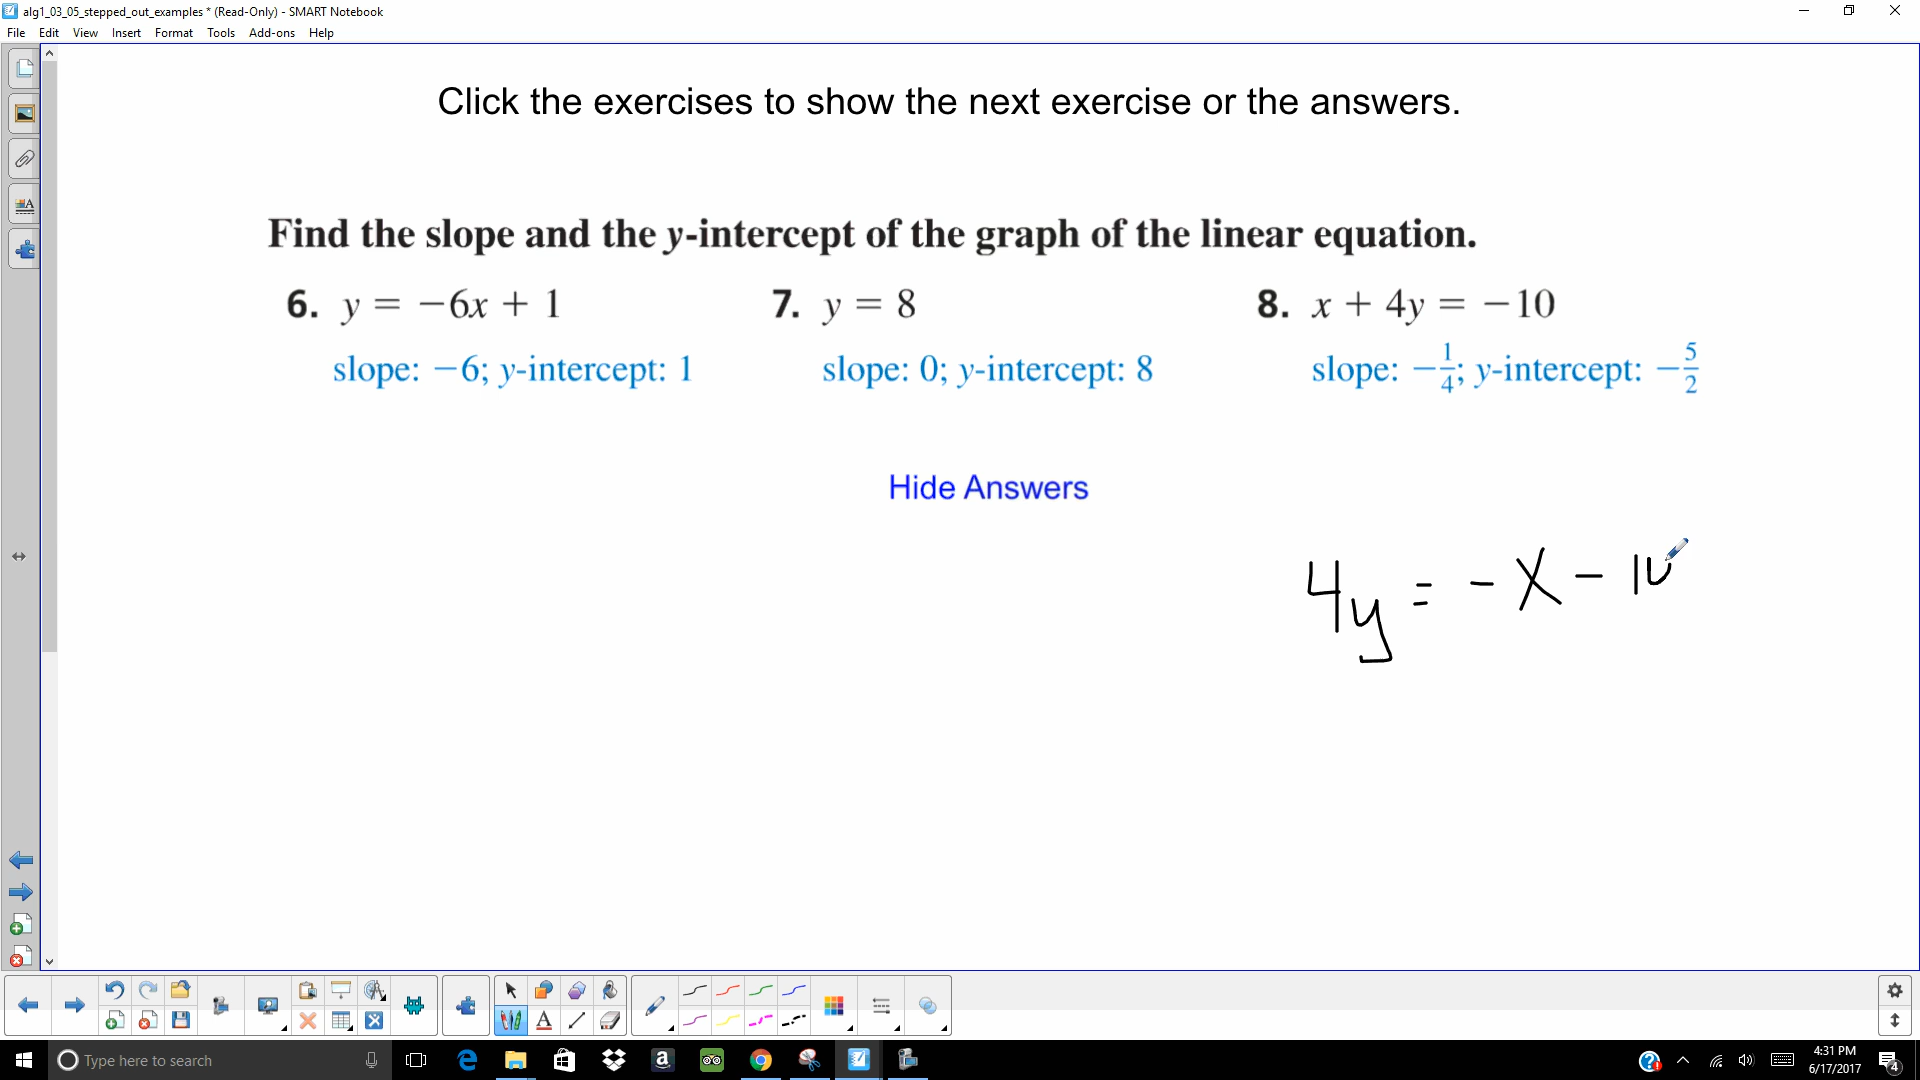 alg1_03_05_stepped_out_examples * (Read-Only) - SMART Notebook
File Edit View Insert Format Tools Add-ons Help
Click the exercises to show the next exercise or the answers.
Find the slope and the y-intercept of the graph of the linear equation.
6. y = −6x + 1 7. y = 8 8. x + 4y = −10
slope: −6; y-intercept: 1 slope: 0; y-intercept: 8 slope: −1/4; y-intercept: −5/2
Hide Answers
4y = - x - 10
Type here to search
4:31 PM
6/17/2017
4